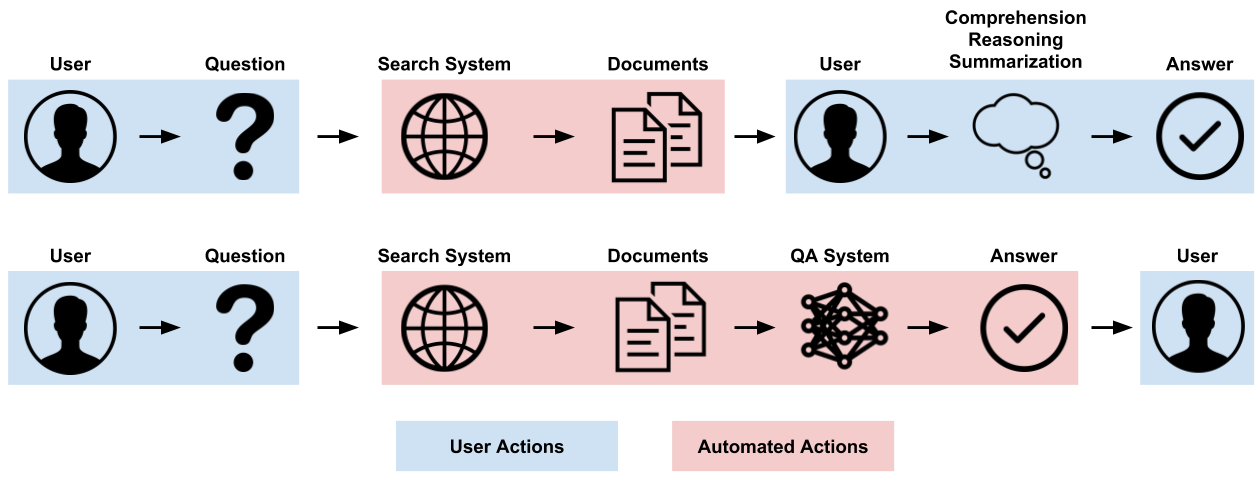 Comprehension
Reasoning
Summarization
User
Question
Search System
Documents
User
Answer
User
Question
Search System
Documents
QA System
Answer
User
User Actions
Automated Actions